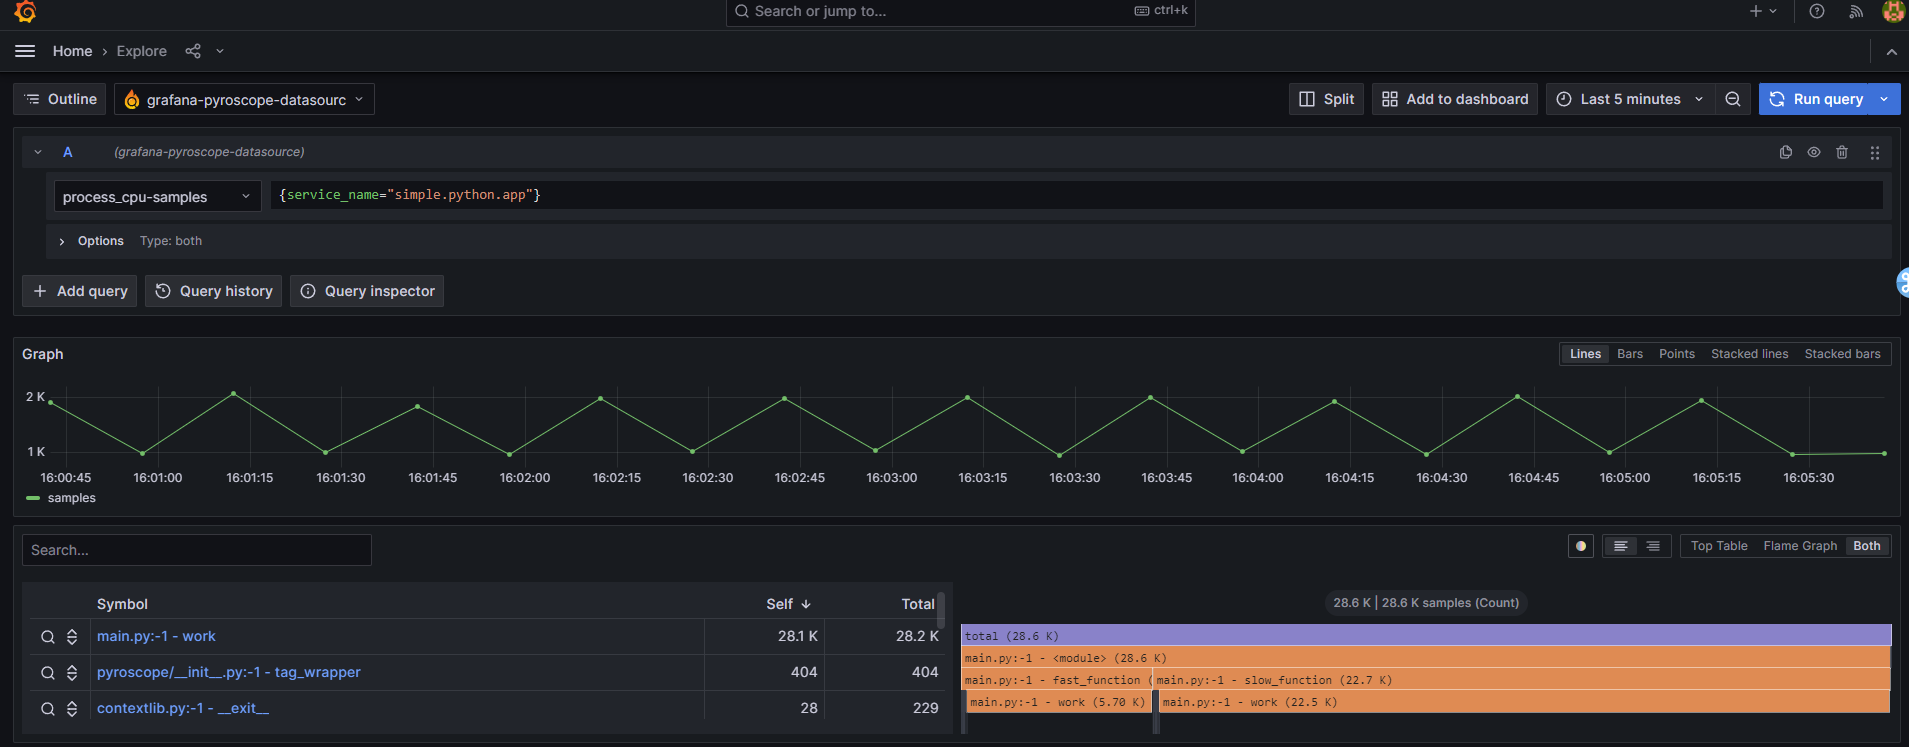 Search or jump to... ctrl+k
Home › Explore
Outline grafana-pyroscope-datasourc Split Add to dashboard Last 5 minutes Run query
A (grafana-pyroscope-datasource)
process_cpu-samples {service_name="simple.python.app"}
Options Type: both
+ Add query Query history Query inspector
Graph Lines Bars Points Stacked lines Stacked bars
2 K
1 K
16:00:45 16:01:00 16:01:15 16:01:30 16:01:45 16:02:00 16:02:15 16:02:30 16:02:45 16:03:00 16:03:15 16:03:30 16:03:45 16:04:00 16:04:15 16:04:30 16:04:45 16:05:00 16:05:15 16:05:30
samples
Search... Top Table Flame Graph Both
Symbol Self ↓ Total
main.py:-1 - work 28.1 K 28.2 K
pyroscope/__init__.py:-1 - tag_wrapper 404 404
contextlib.py:-1 - __exit__ 28 229
28.6 K | 28.6 K samples (Count)
total (28.6 K)
main.py:-1 - <module> (28.6 K)
main.py:-1 - fast_function ( main.py:-1 - slow_function (22.7 K)
main.py:-1 - work (5.70 K) main.py:-1 - work (22.5 K)